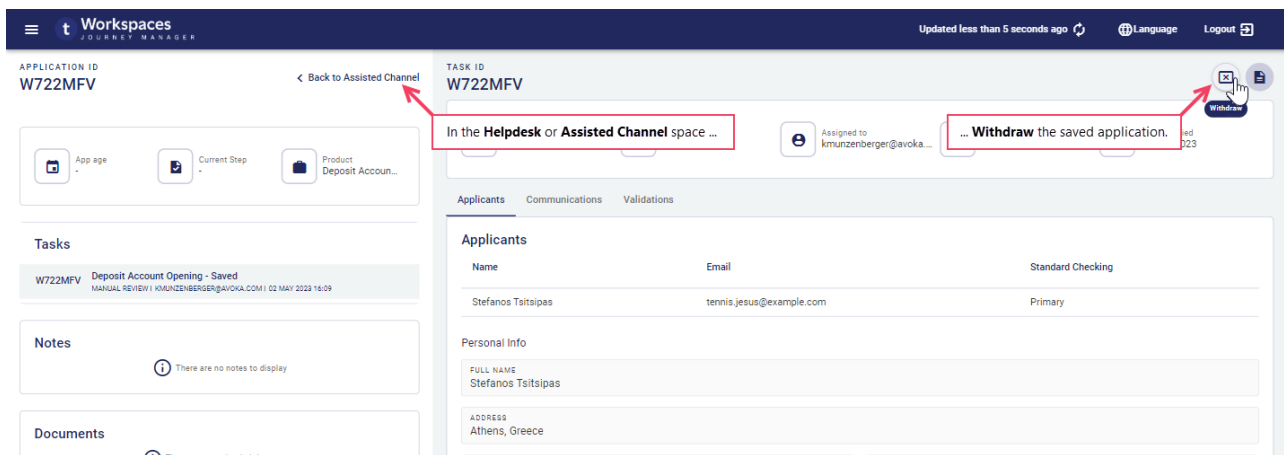 t Workspaces
JOURNEY MANAGER
Updated less than 5 seconds ago
Language
Logout
APPLICATION ID
W722MFV
Back to Assisted Channel
TASK ID
W722MFV
Withdraw
In the Helpdesk or Assisted Channel space ...
... Withdraw the saved application.
App age
-
Current Step
-
Product
Deposit Accoun...
Assigned to
kmunzenberger@avoka....
Applicants
Communications
Validations
Tasks
W722MFV
Deposit Account Opening - Saved
MANUAL REVIEW | KMUNZENBERGER@AVOKA.COM | 02 MAY 2023 16:09
Notes
There are no notes to display
Documents
Applicants
Name Email Standard Checking
Stefanos Tsitsipas tennis.jesus@example.com Primary
Personal Info
FULL NAME
Stefanos Tsitsipas
ADDRESS
Athens, Greece